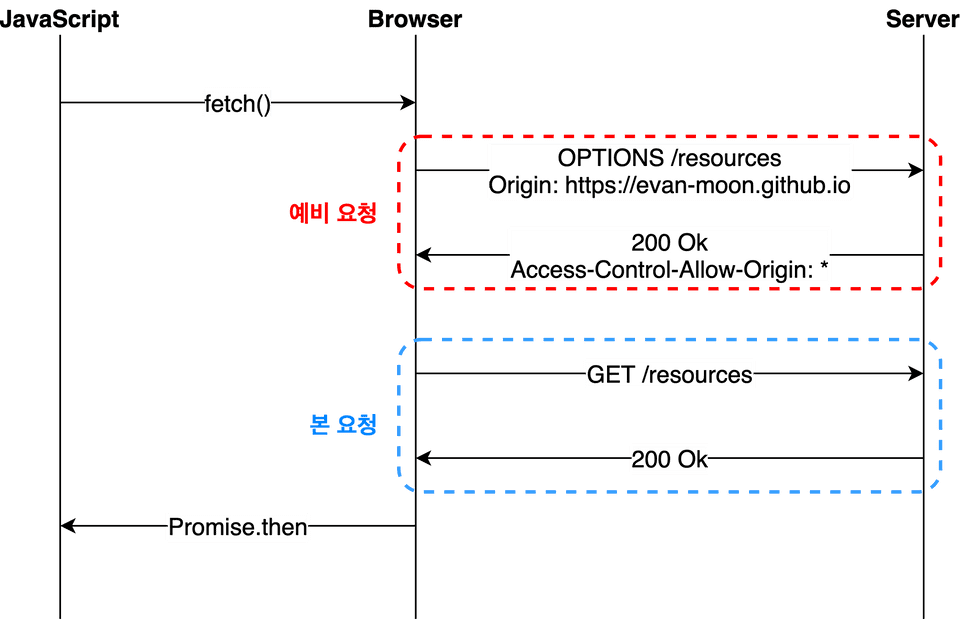 JavaScript
Browser
Server
fetch()
OPTIONS /resources
Origin: https://evan-moon.github.io
예비 요청
200 Ok
Access-Control-Allow-Origin: *
GET /resources
본 요청
200 Ok
Promise.then